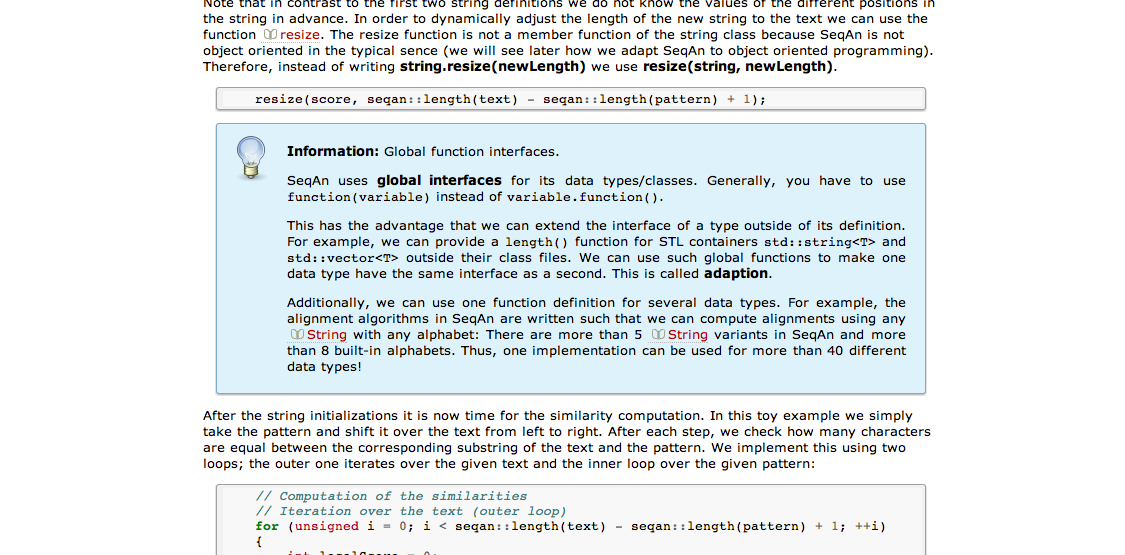 Note that in contrast to the first two string definitions we do not know the values of the different positions in
the string in advance. In order to dynamically adjust the length of the new string to the text we can use the
function resize. The resize function is not a member function of the string class because SeqAn is not
object oriented in the typical sence (we will see later how we adapt SeqAn to object oriented programming).
Therefore, instead of writing string.resize(newLength) we use resize(string, newLength).
resize(score, seqan::length(text) - seqan::length(pattern) + 1);
Information: Global function interfaces.
SeqAn uses global interfaces for its data types/classes. Generally, you have to use
function(variable) instead of variable.function().
This has the advantage that we can extend the interface of a type outside of its definition.
For example, we can provide a length() function for STL containers std::string<T> and
std::vector<T> outside their class files. We can use such global functions to make one
data type have the same interface as a second. This is called adaption.
Additionally, we can use one function definition for several data types. For example, the
alignment algorithms in SeqAn are written such that we can compute alignments using any
String with any alphabet: There are more than 5 String variants in SeqAn and more
than 8 built-in alphabets. Thus, one implementation can be used for more than 40 different
data types!
After the string initializations it is now time for the similarity computation. In this toy example we simply
take the pattern and shift it over the text from left to right. After each step, we check how many characters
are equal between the corresponding substring of the text and the pattern. We implement this using two
loops; the outer one iterates over the given text and the inner loop over the given pattern:
// Computation of the similarities
// Iteration over the text (outer loop)
for (unsigned i = 0; i < seqan::length(text) - seqan::length(pattern) + 1; ++i)
{
int localScore = 0;